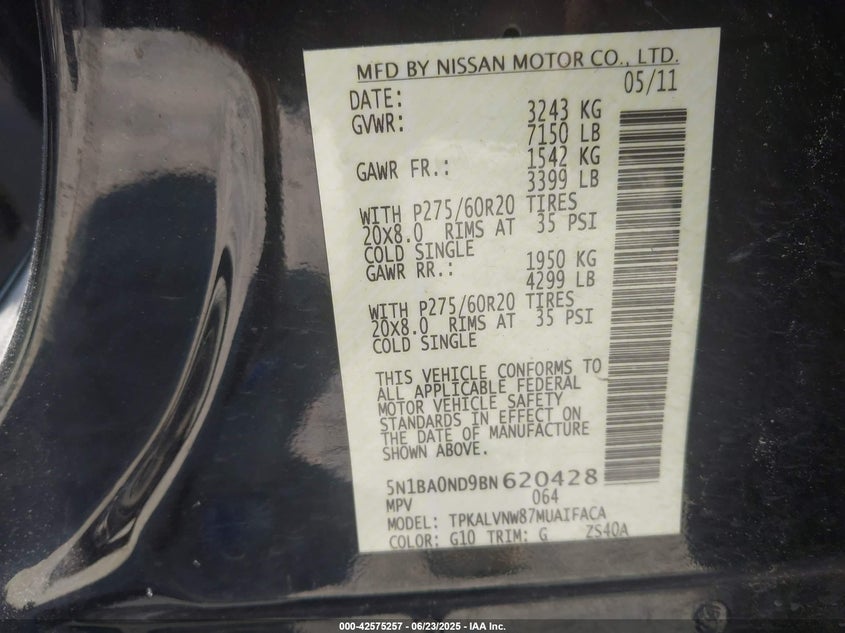 MFD BY NISSAN MOTOR CO., LTD.
DATE: 05/11
GVWR: 3243 KG
7150 LB
GAWR FR.: 1542 KG
3399 LB
WITH P275/60R20 TIRES
20X8.0 RIMS AT 35 PSI
COLD SINGLE
GAWR RR.: 1950 KG
4299 LB
WITH P275/60R20 TIRES
20X8.0 RIMS AT 35 PSI
COLD SINGLE
THIS VEHICLE CONFORMS TO
ALL APPLICABLE FEDERAL
MOTOR VEHICLE SAFETY
STANDARDS IN EFFECT ON
THE DATE OF MANUFACTURE
SHOWN ABOVE.
5N1BA0ND9BN 620428
MPV 064
MODEL: TPKALVNW87MUAIFACA
COLOR: G10 TRIM: G ZS40A
000-42575257 - 06/23/2025 - IAA Inc.